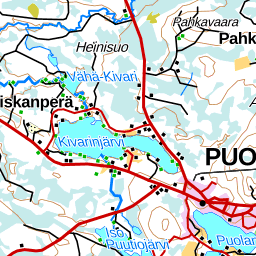 Pahkavaara
Pahk
Heinisuo
Vähä-Kivari
iskanperä
Kivarinjärvi
PUO
Iso
Puutiojärvi
Puolan